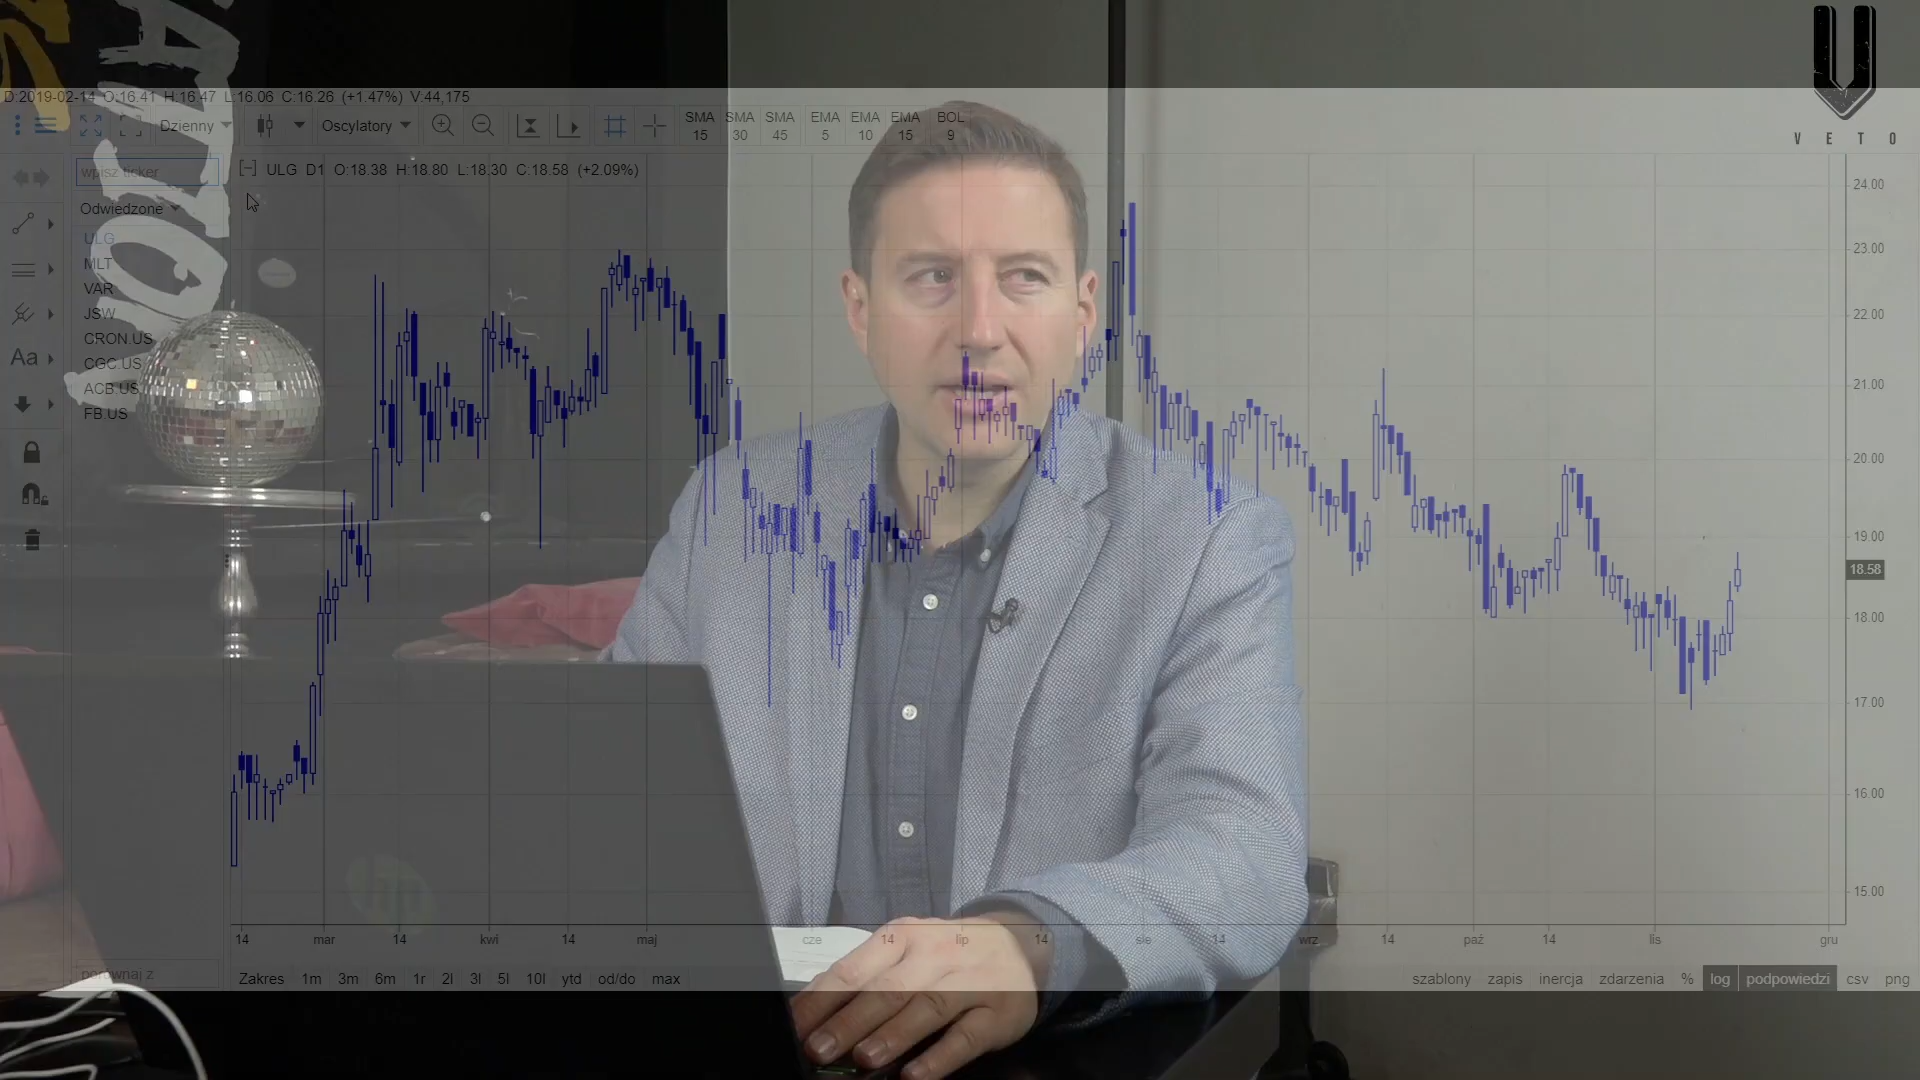 D:2019-02-14 O:16.41 H:16.47 L:16.06 C:16.26 (+1.47%) V:44,175
Dzienny Oscylatory SMA 15 SMA 30 SMA 45 EMA 5 EMA 10 EMA 15 BOL 9
VETO
wpisz ticker
[-] ULG D1 O:18.38 H:18.80 L:18.30 C:18.58 (+2.09%)
Odwiedzone
ULG
MLT
VAR
JSW
CRON.US
CGC.US
ACB.US
FB.US
Aa
24.00
23.00
22.00
21.00
20.00
19.00
18.58
18.00
17.00
16.00
15.00
14 mar 14 kwi 14 maj cze 14 lip 14 sie 14 wrz 14 paź 14 lis gru
porównaj z
Zakres 1m 3m 6m 1r 2l 3l 5l 10l ytd od/do max
szablony zapis inercja zdarzenia % log podpowiedzi csv png